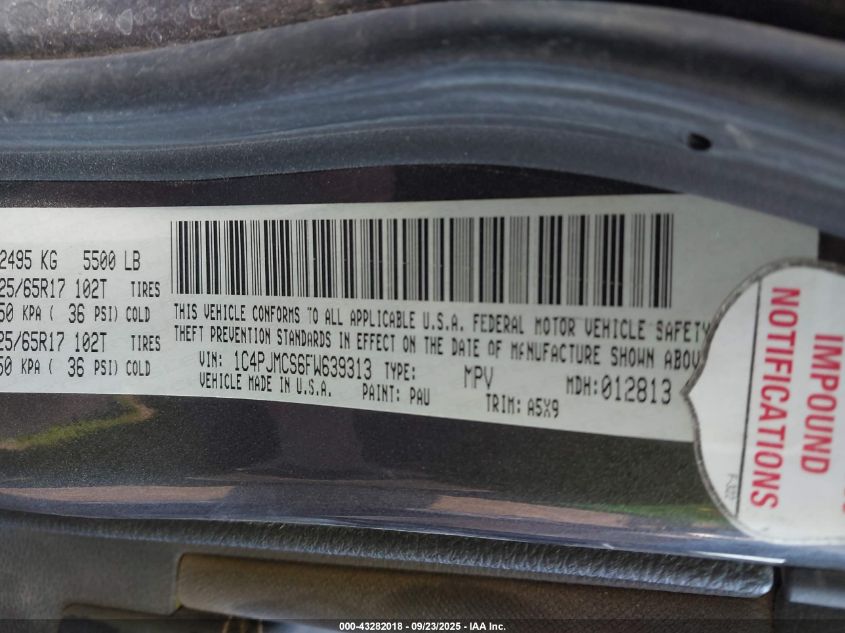 2495 KG 5500 LB
25/65R17 102T TIRES
50 KPA ( 36 PSI) COLD
25/65R17 102T TIRES
50 KPA ( 36 PSI) COLD
THIS VEHICLE CONFORMS TO ALL APPLICABLE U.S.A. FEDERAL MOTOR VEHICLE SAFETY
THEFT PREVENTION STANDARDS IN EFFECT ON THE DATE OF MANUFACTURE SHOWN ABOV
VIN: 1C4PJMCS6FW639313 TYPE: MPV MDH:012813
VEHICLE MADE IN U.S.A. PAINT: PAU TRIM: A5X9
IMPOUND
NOTIFICATIONS
000-43282018 - 09/23/2025 - IAA Inc.